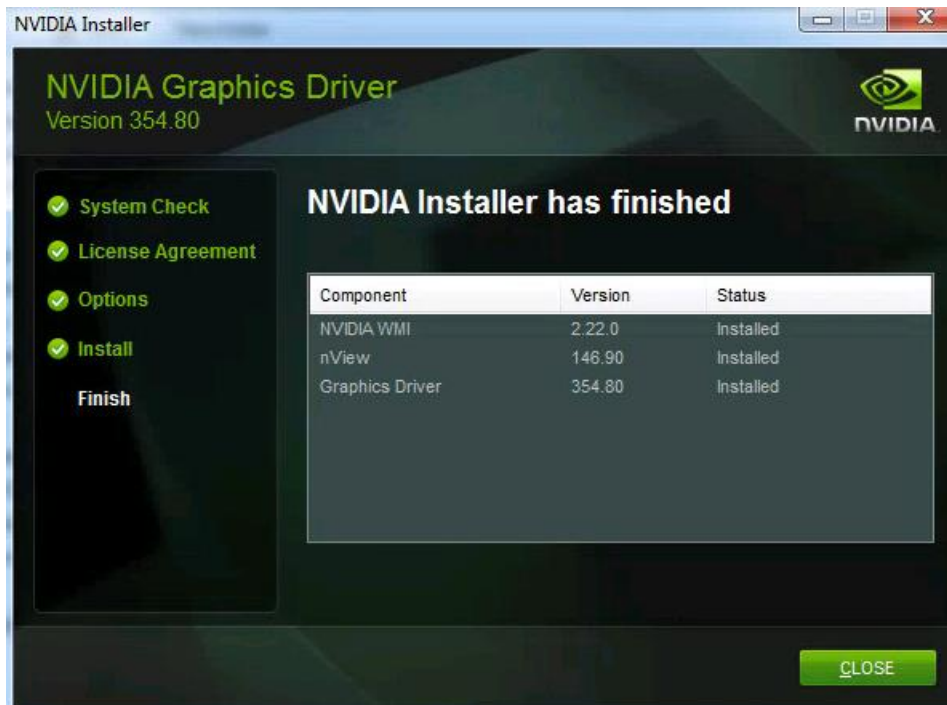 NVIDIA Installer
NVIDIA Graphics Driver
Version 354.80
NVIDIA
System Check
License Agreement
Options
Install
Finish
NVIDIA Installer has finished
Component Version Status
NVIDIA WMI 2.22.0 Installed
nView 146.90 Installed
Graphics Driver 354.80 Installed
CLOSE